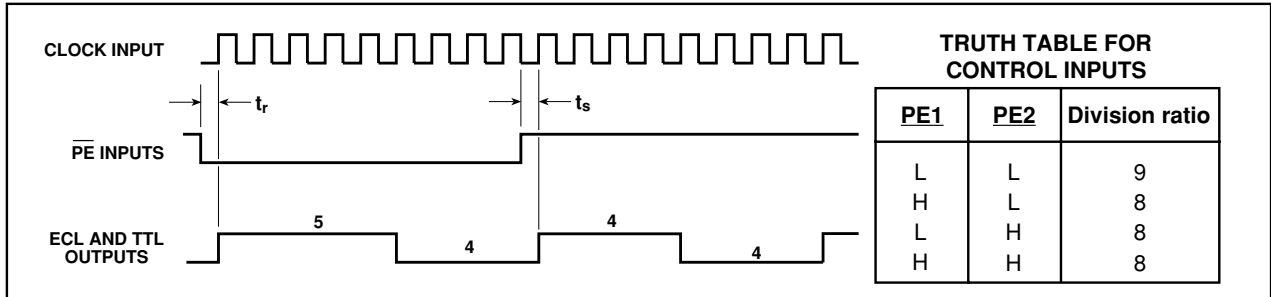 CLOCK INPUT
tr
ts
PE INPUTS
5
4
4
4
ECL AND TTL
OUTPUTS
TRUTH TABLE FOR
CONTROL INPUTS
PE1 PE2 Division ratio
L L 9
H L 8
L H 8
H H 8